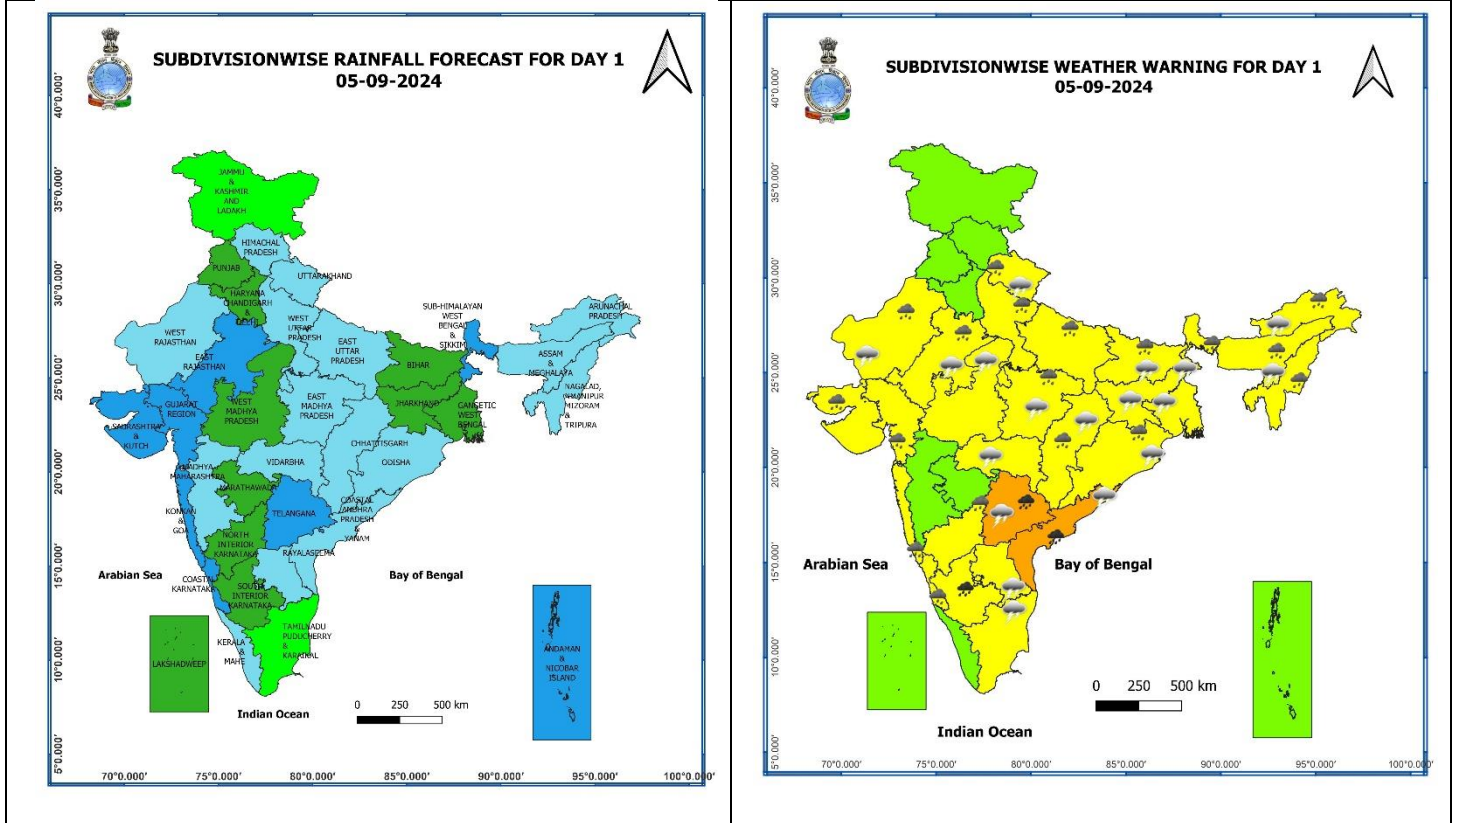 SUBDIVISIONWISE RAINFALL FORECAST FOR DAY 1
05-09-2024
40°0.000'
35°0.000'
30°0.000'
25°0.000'
20°0.000'
15°0.000'
10°0.000'
5°0.000'
JAMMU
&
KASHMIR
AND
LADAKH
HIMACHAL
PRADESH
PUNJAB
UTTARAKHAND
HARYANA
CHANDIGARH
&
DELHI
SUB-HIMALAYAN
WEST
BENGAL
&
SIKKIM
ARUNACHAL
PRADESH
WEST
RAJASTHAN
WEST
UTTAR
PRADESH
EAST
UTTAR
PRADESH
EAST
RAJASTHAN
BIHAR
ASSAM
&
MEGHALAYA
NAGALAD,
MANIPUR
MIZORAM
&
TRIPURA
GUJARAT
REGION
WEST
MADHYA
PRADESH
EAST
MADHYA
PRADESH
JHARKHAND
GANGETIC
WEST
BENGAL
SAURASHTRA
&
KUTCH
CHHATTISGARH
VIDARBHA
ODISHA
MADHYA
MAHARASHTRA
MARATHAWADA
KONKAN
&
GOA
TELANGANA
COASTAL
ANDHRA
PRADESH
&
YANAM
NORTH
INTERIOR
KARNATAKA
RAYALASEEMA
Arabian Sea
Bay of Bengal
COASTAL
KARNATAKA
SOUTH
INTERIOR
KARNATAKA
TAMILNADU
PUDUCHERRY
&
KARAIKAL
KERALA
&
MAHE
LAKSHADWEEP
ANDAMAN
&
NICOBAR
ISLAND
0 250 500 km
Indian Ocean
70°0.000' 75°0.000' 80°0.000' 85°0.000' 90°0.000' 95°0.000' 100°0.000'
SUBDIVISIONWISE WEATHER WARNING FOR DAY 1
05-09-2024
40°0.000'
35°0.000'
30°0.000'
25°0.000'
20°0.000'
15°0.000'
10°0.000'
5°0.000'
Arabian Sea
Bay of Bengal
0 250 500 km
Indian Ocean
70°0.000' 75°0.000' 80°0.000' 85°0.000' 90°0.000' 95°0.000' 100°0.000'